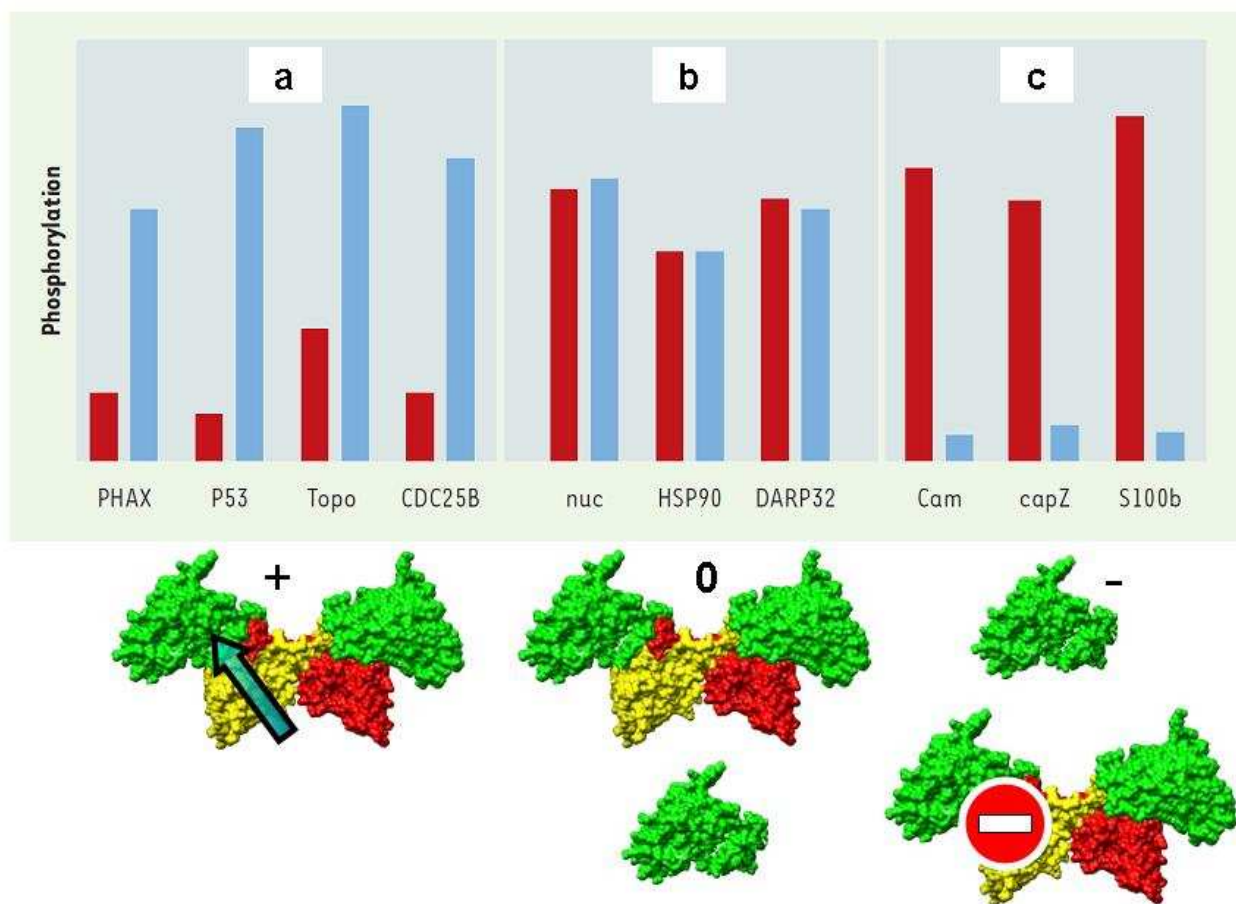 a b c
Phosphorylation
PHAX P53 Topo CDC25B nuc HSP90 DARP32 Cam capZ S100b
+ 0 -